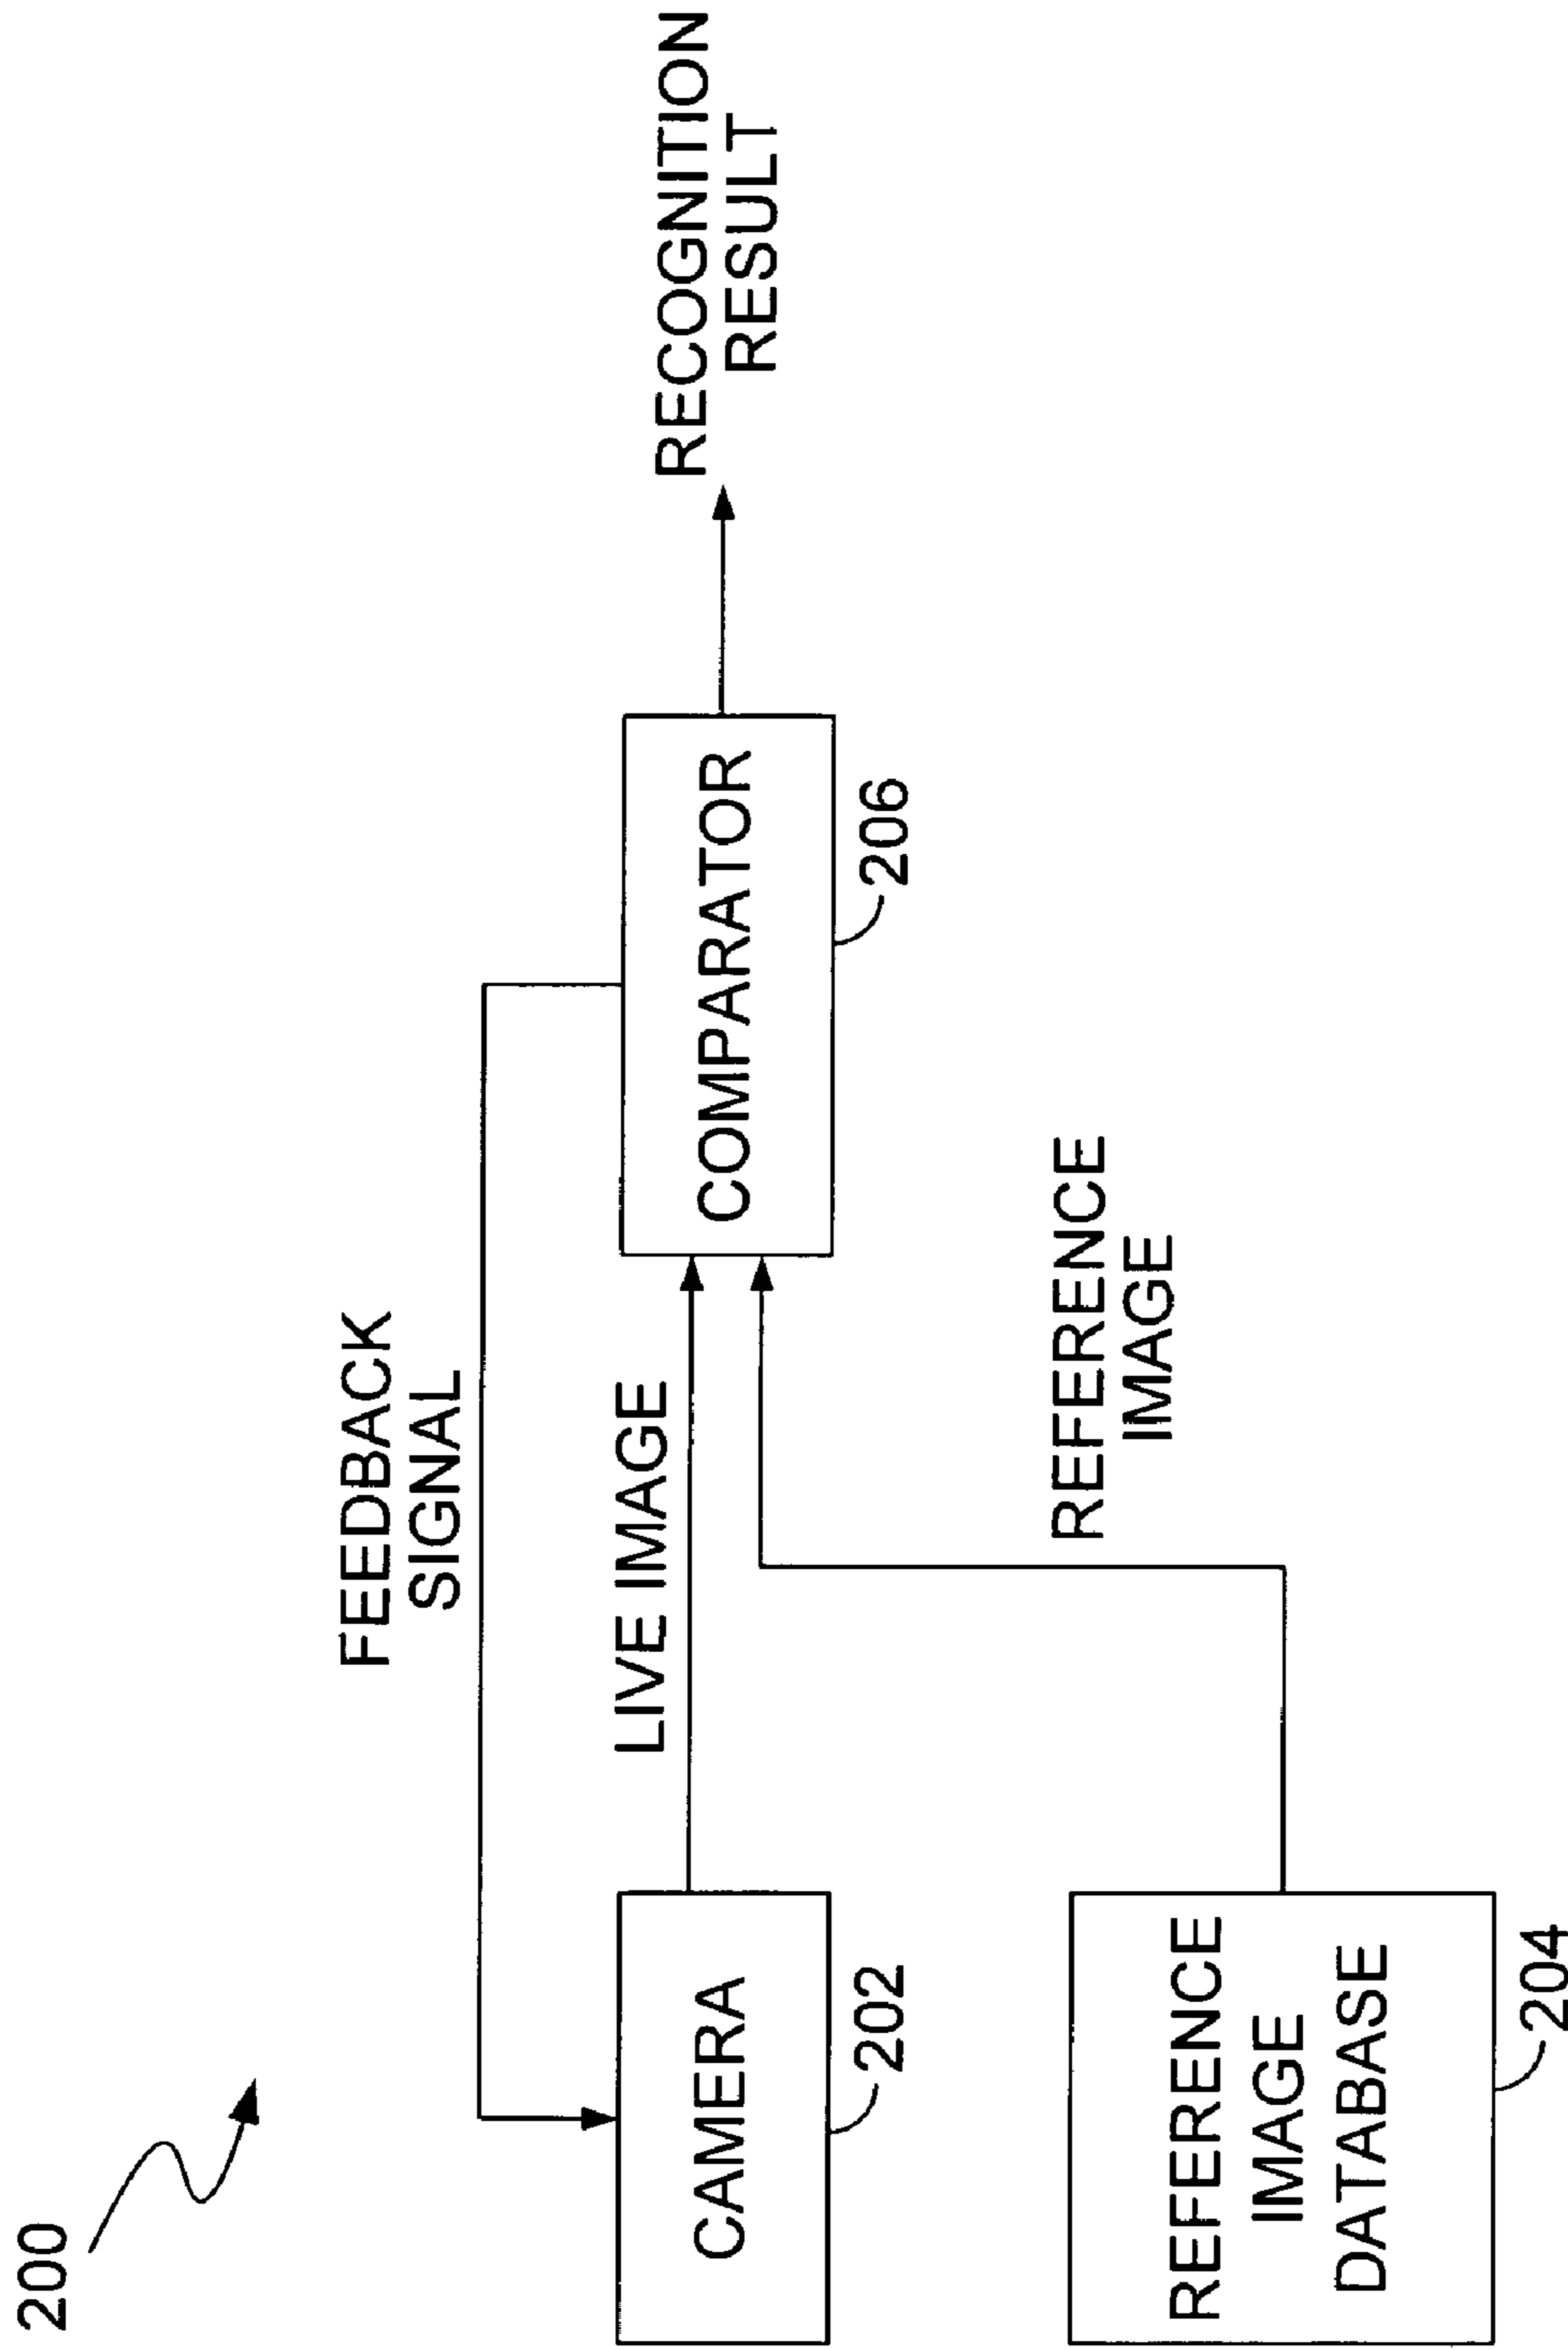 200
FEEDBACK
SIGNAL
LIVE IMAGE
CAMERA
202
COMPARATOR
206
RECOGNITION
RESULT
REFERENCE
IMAGE
REFERENCE
IMAGE
DATABASE
204